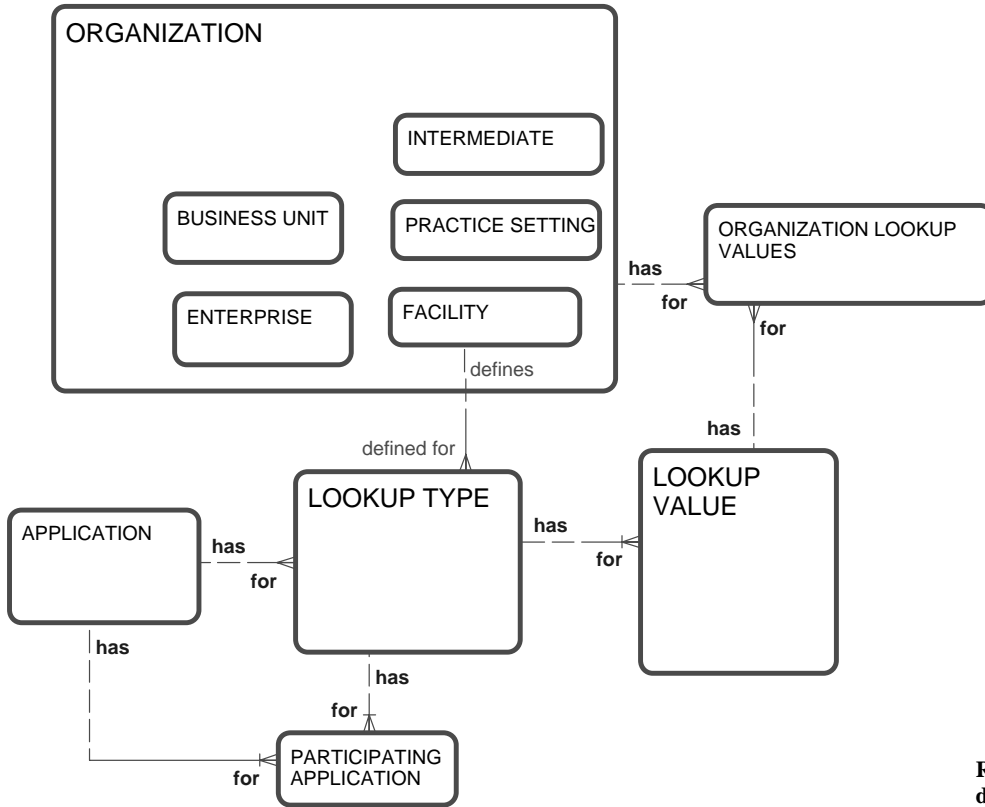 ORGANIZATION
INTERMEDIATE
BUSINESS UNIT
PRACTICE SETTING
ENTERPRISE
FACILITY
has
for
ORGANIZATION LOOKUP
VALUES
for
has
defines
defined for
LOOKUP TYPE
LOOKUP
VALUE
APPLICATION
has
for
has
for
has
for
has
for
PARTICIPATING
APPLICATION